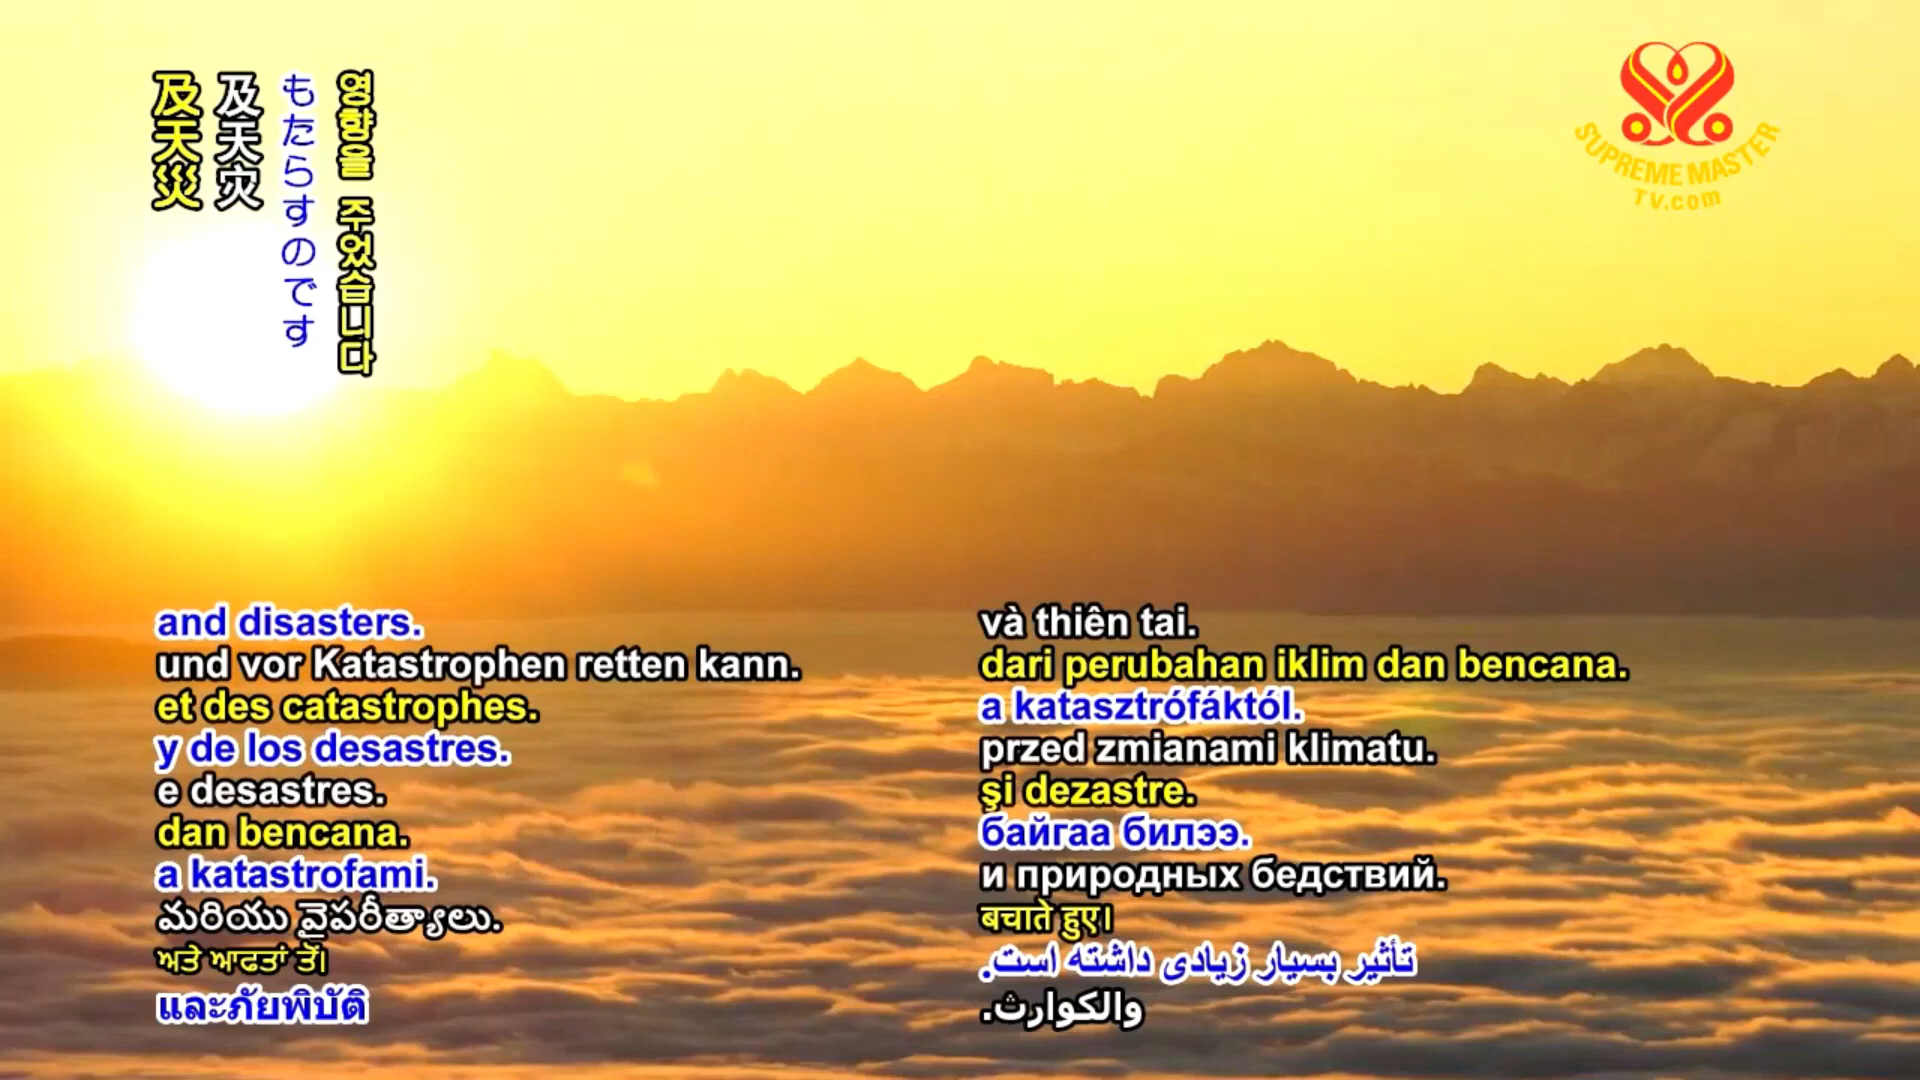 及天災
及天灾
もたらすのです
영향을 주었습니다
SUPREME MASTER
TV.com
and disasters.
und vor Katastrophen retten kann.
et des catastrophes.
y de los desastres.
e desastres.
dan bencana.
a katastrofami.
మరియు వైపరీత్యాలు.
ਅਤੇ ਆਫਤਾਂ ਤੋਂ।
และภัยพิบัติ
và thiên tai.
dari perubahan iklim dan bencana.
a katasztrófáktól.
przed zmianami klimatu.
şi dezastre.
байгаа билээ.
и природных бедствий.
बचाते हुए।
تأثیر بسیار زیادی داشته است.
والكوارث.